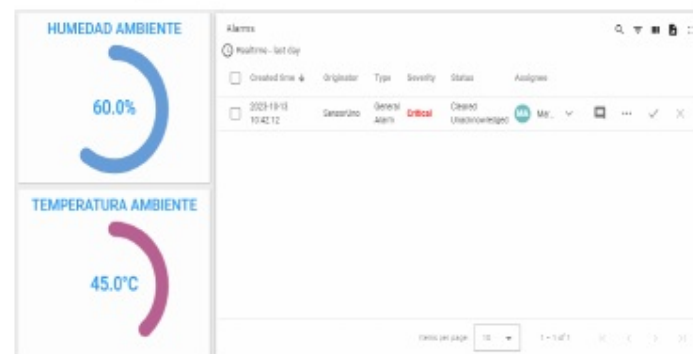 HUMEDAD AMBIENTE
60.0%
TEMPERATURA AMBIENTE
45.0°C
Alarms
Realtime - last day
Created time Originator Type Severity Status Assignee
2023-10-13
10:42:12
SensorUno
General
Alarm
Critical
Cleared
Unacknowledged
MA Mar...
Items per page: 10 1 – 1 of 1